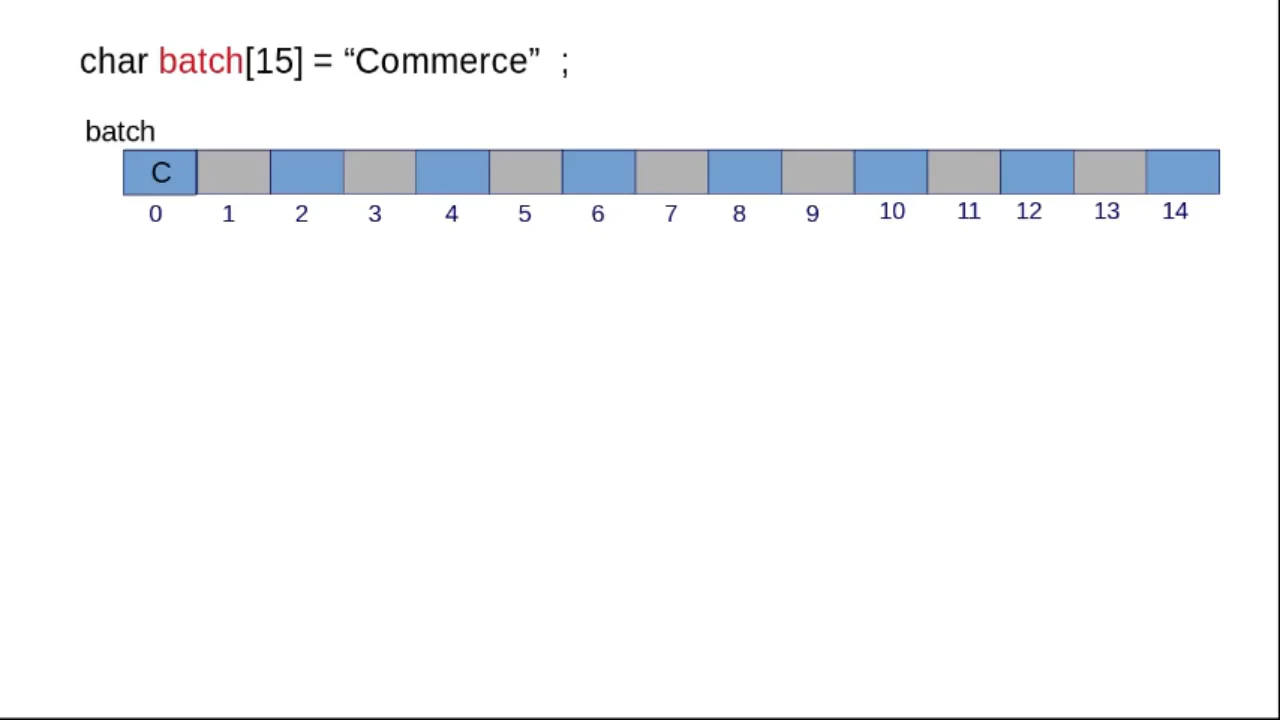 char batch[15] = “Commerce” ;
batch
C
0 1 2 3 4 5 6 7 8 9 10 11 12 13 14